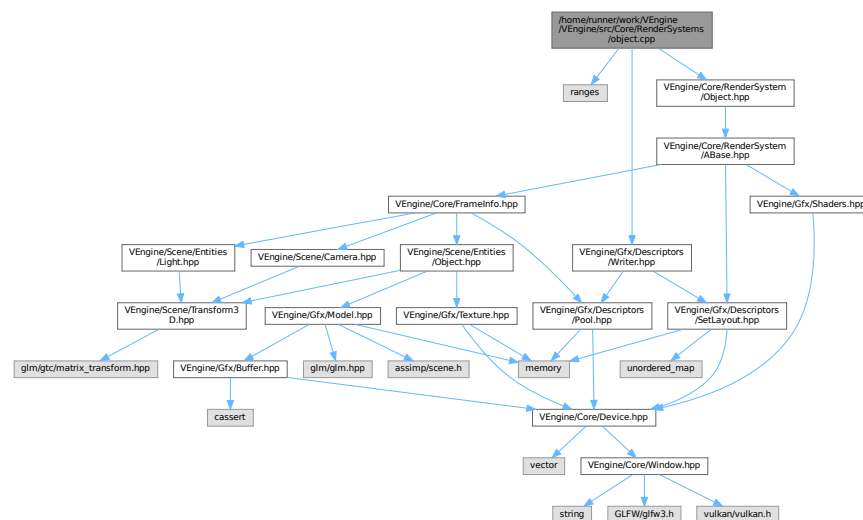 /home/runner/work/VEngine
/VEngine/src/Core/RenderSystems
/object.cpp
ranges
VEngine/Core/RenderSystem
/Object.hpp
VEngine/Core/RenderSystem
/ABase.hpp
VEngine/Core/FrameInfo.hpp
VEngine/Gfx/Shaders.hpp
VEngine/Scene/Entities
/Light.hpp
VEngine/Scene/Camera.hpp
VEngine/Scene/Entities
/Object.hpp
VEngine/Gfx/Descriptors
/Writer.hpp
VEngine/Scene/Transform3
D.hpp
VEngine/Gfx/Model.hpp
VEngine/Gfx/Texture.hpp
VEngine/Gfx/Descriptors
/Pool.hpp
VEngine/Gfx/Descriptors
/SetLayout.hpp
glm/gtc/matrix_transform.hpp
VEngine/Gfx/Buffer.hpp
glm/glm.hpp
assimp/scene.h
memory
unordered_map
cassert
VEngine/Core/Device.hpp
vector
VEngine/Core/Window.hpp
string
GLFW/glfw3.h
vulkan/vulkan.h